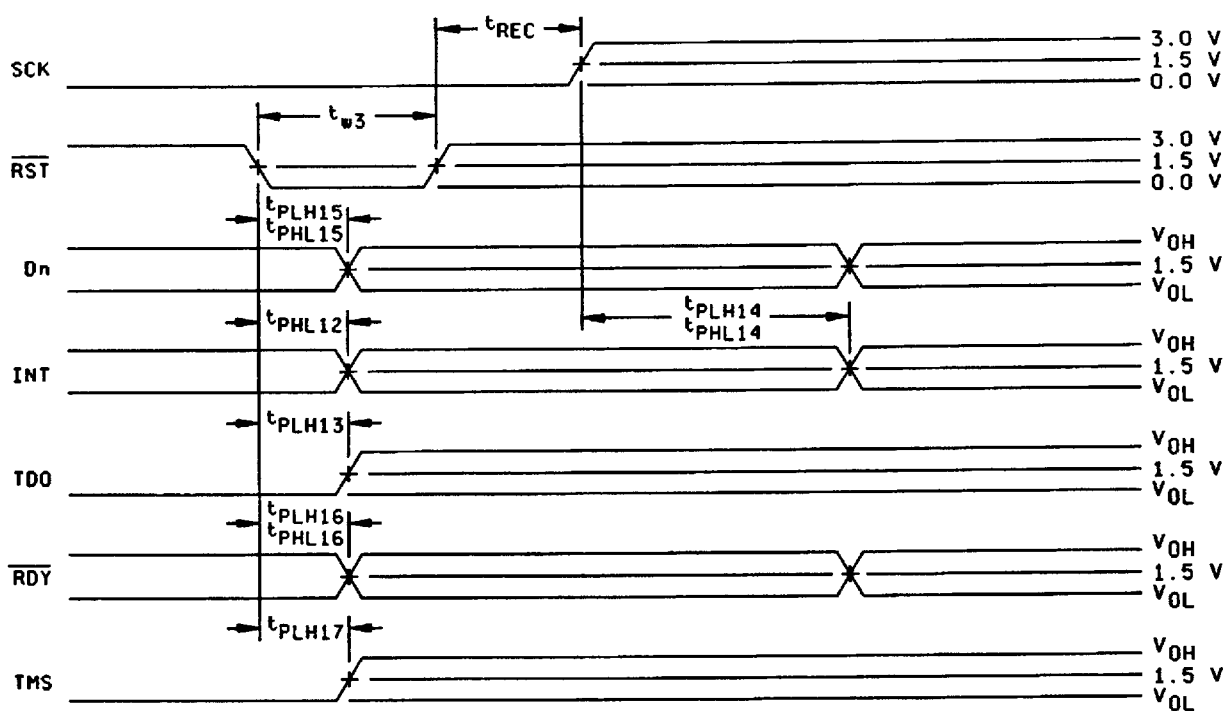 tREC
SCK
3.0 V
1.5 V
0.0 V
tw3
RST
3.0 V
1.5 V
0.0 V
tPLH15
tPHL15
Dn
VOH
1.5 V
VOL
tPHL12
tPLH14
tPHL14
INT
VOH
1.5 V
VOL
tPLH13
TDO
VOH
1.5 V
VOL
tPLH16
tPHL16
RDY
VOH
1.5 V
VOL
tPLH17
TMS
VOH
1.5 V
VOL